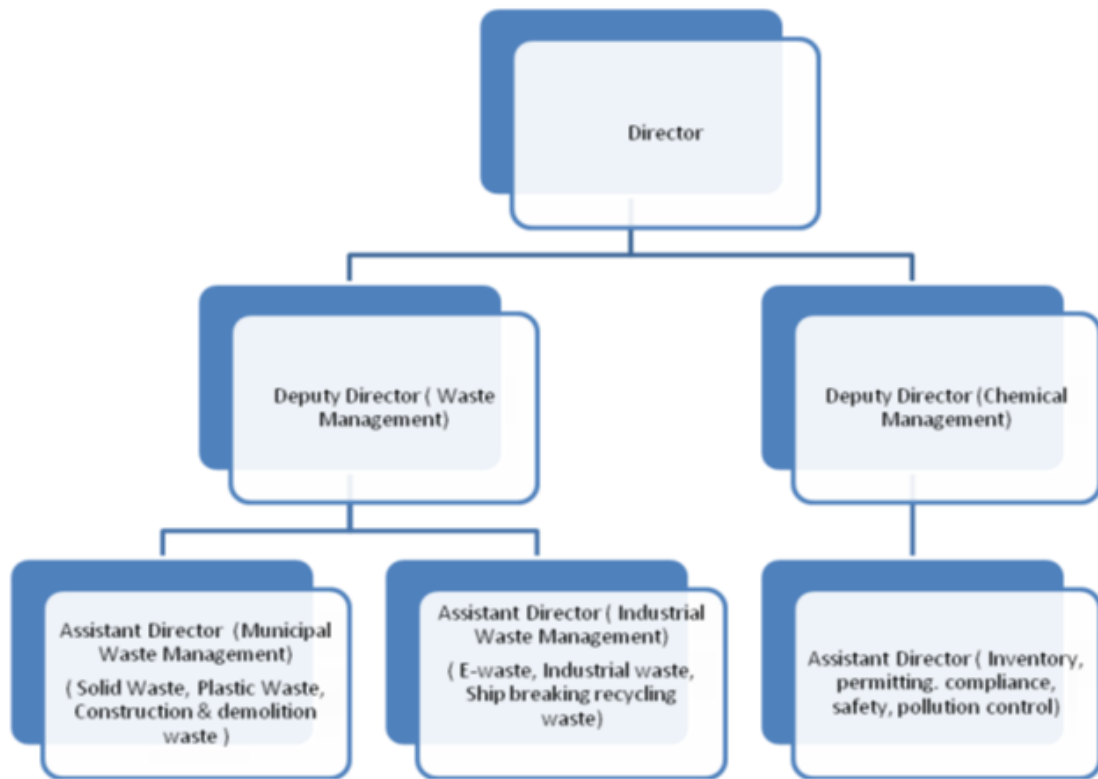 Director
Deputy Director ( Waste
Management)
Deputy Director (Chemical
Management)
Assistant Director  (Municipal
Waste Management)
( Solid Waste, Plastic Waste,
Construction & demolition
waste )
Assistant Director ( Industrial
Waste Management)
( E-waste, Industrial waste,
Ship breaking recycling
waste)
Assistant Director ( Inventory,
permitting. compliance,
safety, pollution control)